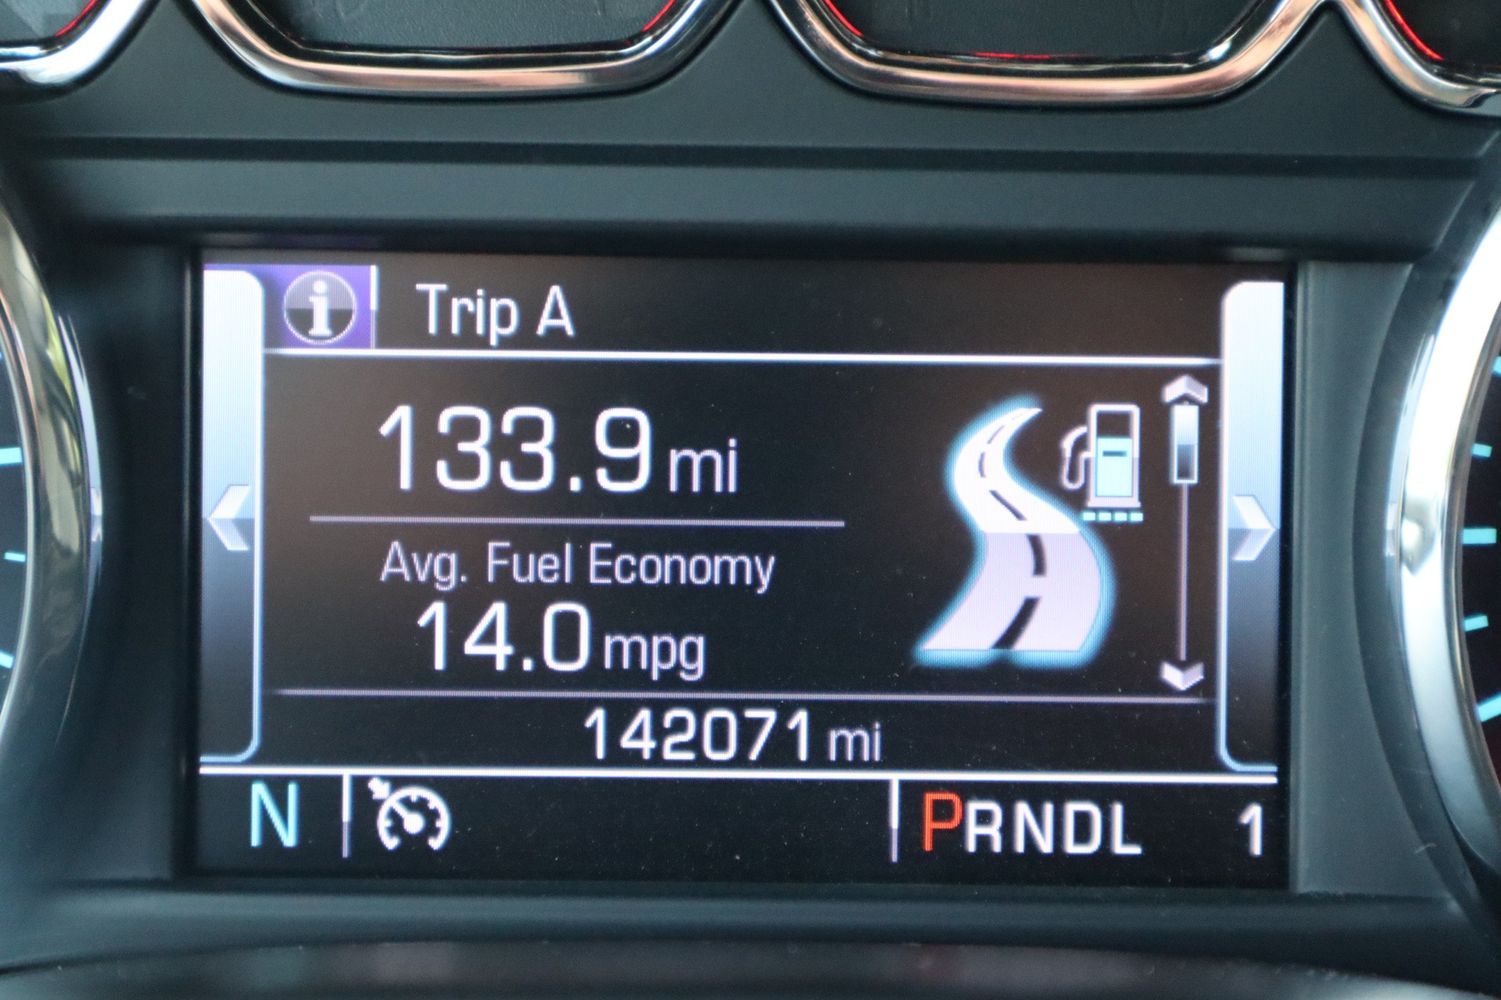 Trip A
133.9 mi
Avg. Fuel Economy
14.0 mpg
142071 mi
N PRNDL 1